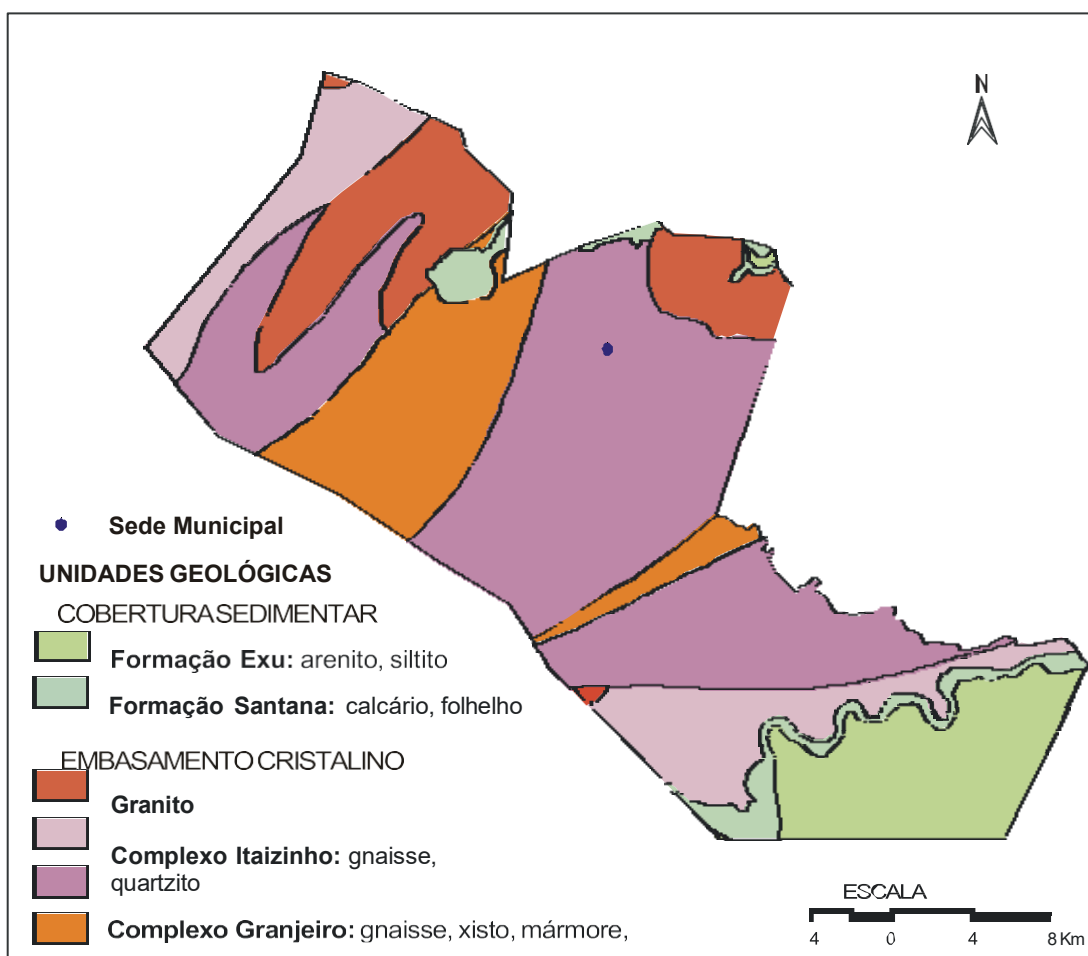 N
Sede Municipal
UNIDADES GEOLÓGICAS
COBERTURA SEDIMENTAR
Formação Exu: arenito, siltito
Formação Santana: calcário, folhelho
EMBASAMENTO CRISTALINO
Granito
Complexo Itaizinho: gnaisse,
quartzito
Complexo Granjeiro: gnaisse, xisto, mármore,
ESCALA
4 0 4 8 Km